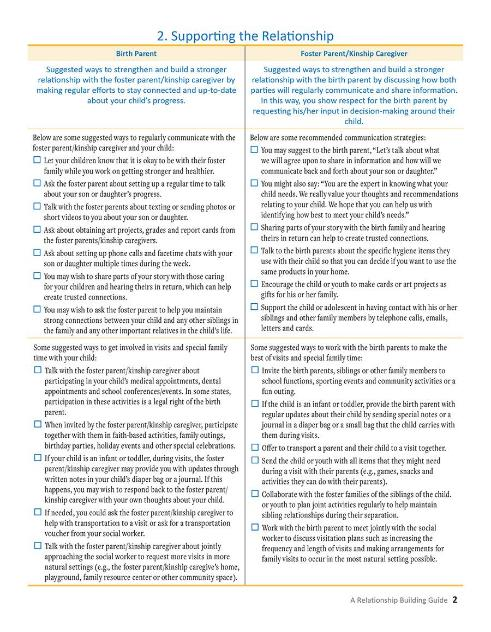 2. Supporting the Relationship
Birth Parent
Suggested ways to strengthen and build a stronger
relationship with the foster parent/kinship caregiver by
making regular efforts to stay connected and up-to-date
about your child's progress.
Below are some suggested ways to regularly communicate with the
foster parent/kinship caregiver and your child:
Let your children know that it is okay to be with their foster
family while you work on getting stronger and healthier.
Ask the foster parent about setting up a regular time to talk
about your son or daughter's progress.
Talk with the foster parents about texting or sending photos or
short videos to you about your son or daughter.
Ask about obtaining art projects, grades and report cards from
the foster parents/kinship caregivers.
Ask about setting up phone calls and facetime chats with your
son or daughter multiple times during the week.
You may wish to share parts of your story with those caring
for your children and hearing theirs in return, which can help
create trusted connections.
You may wish to ask the foster parent to help you maintain
strong connections between your child and any other siblings in
the family and any other important relatives in the child's life.
Some suggested ways to get involved in visits and special family
time with your child:
Talk with the foster parent/kinship caregiver about
participating in your child's medical appointments, dental
appointments and school conferences/events. In some states,
participation in these activities is a legal right of the birth
parent.
When invited by the foster parent/kinship caregiver, participate
together with them in faith-based activities, family outings,
birthday parties, holiday events and other special celebrations.
If your child is an infant or toddler, during visits, the foster
parent/kinship caregiver may provide you with updates through
written notes in your child's diaper bag or a journal. If this
happens, you may wish to respond back to the foster parent/
kinship caregiver with your own thoughts about your child.
If needed, you could ask the foster parent/kinship caregiver to
help with transportation to a visit or ask for a transportation
voucher from your social worker.
Talk with the foster parent/kinship caregiver about jointly
approaching the social worker to request more visits in more
natural settings (e.g., the foster parent/kinship caregive's home,
playground, family resource center or other community space).
Foster Parent/Kinship Caregiver
Suggested ways to strengthen and build a stronger
relationship with the birth parent by discussing how both
parties will regularly communicate and share information.
In this way, you show respect for the birth parent by
requesting his/her input in decision-making around their
child.
Below are some recommended communication strategies:
You may suggest to the birth parent, "Let's talk about what
we will agree upon to share in information and how will we
communicate back and forth about your son or daughter."
You might also say: "You are the expert in knowing what your
child needs. We really value your thoughts and recommendations
relating to your child. We hope that you can help us with
identifying how best to meet your child's needs."
Sharing parts of your story with the birth family and hearing
theirs in return can help to create trusted connections.
Talk to the birth parents about the specific hygiene items they
use with their child so that you can decide if you want to use the
same products in your home.
Encourage the child or youth to make cards or art projects as
gifts for his or her family.
Support the child or adolescent in having contact with his or her
siblings and other family members by telephone calls, emails,
letters and cards.
Some suggested ways to work with the birth parents to make the
best of visits and special family time:
Invite the birth parents, siblings or other family members to
school functions, sporting events and community activities or a
fun outing.
If the child is an infant or toddler, provide the birth parent with
regular updates about their child by sending special notes or a
journal in a diaper bag or a small bag that the child carries with
them during visits.
Offer to transport a parent and their child to a visit together.
Send the child or youth with all items that they might need
during a visit with their parents (e.g., games, snacks and
activities they can do with their parents).
Collaborate with the foster families of the siblings of the child.
or youth to plan joint activities regularly to help maintain
sibling relationships during their separation.
Work with the birth parent to meet jointly with the social
worker to discuss visitation plans such as increasing the
frequency and length of visits and making arrangements for
family visits to occur in the most natural setting possible.
A Relationship Building Guide 2